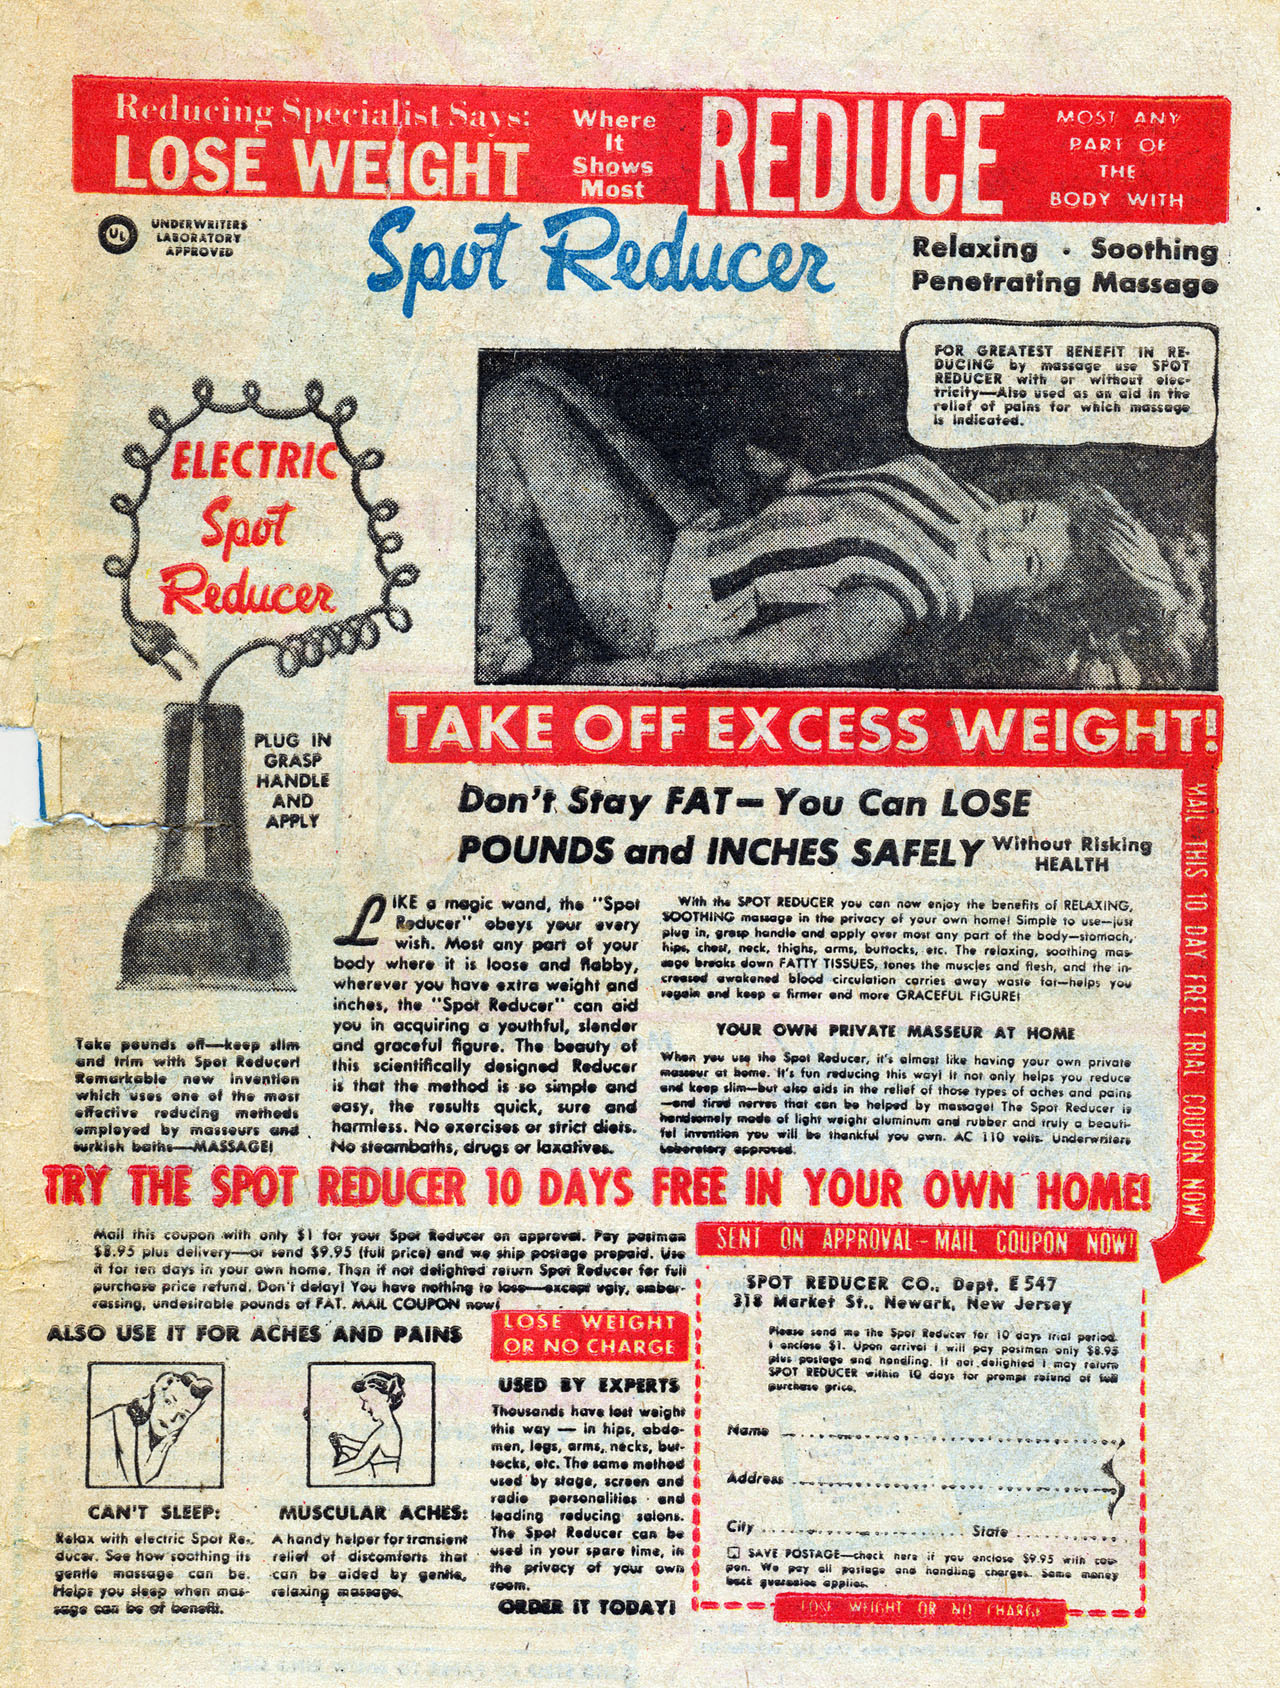 Reducing Specialist Says:
LOSE WEIGHT
Where
It
Shows
Most
REDUCE
MOST ANY
PART OF
THE
BODY WITH
UL
UNDERWRITERS
LABORATORY
APPROVED
Spot Reducer
Relaxing • Soothing
Penetrating Massage
FOR GREATEST BENEFIT IN RE-
DUCING by massage use SPOT
REDUCER with or without elec-
tricity—Also used as an aid in the
relief of pains for which massage
is indicated.
ELECTRIC
Spot
Reducer
PLUG IN
GRASP
HANDLE
AND
APPLY
TAKE OFF EXCESS WEIGHT!
Don't Stay FAT— You Can LOSE
POUNDS and INCHES SAFELY Without Risking
HEALTH
MAIL THIS 10 DAY FREE TRIAL COUPON NOW!
Take pounds off—keep slim
and trim with Spot Reducer!
Remarkable new invention
which uses one of the most
effective reducing methods
employed by masseurs and
turkish baths—MASSAGE!
LIKE a magic wand, the "Spot
Reducer" obeys your every
wish. Most any part of your
body where it is loose and flabby,
wherever you have extra weight and
inches, the "Spot Reducer" can aid
you in acquiring a youthful, slender
and graceful figure. The beauty of
this scientifically designed Reducer
is that the method is so simple and
easy, the results quick, sure and
harmless. No exercises or strict diets.
No steambaths, drugs or laxatives.
With the SPOT REDUCER you can now enjoy the benefits of RELAXING,
SOOTHING massage in the privacy of your own home! Simple to use—just
plug in, grasp handle and apply over most any part of the body—stomach,
hips, chest, neck, thighs, arms, buttocks, etc. The relaxing, soothing mas-
sage breaks down FATTY TISSUES, tones the muscles and flesh, and the in-
creased awakened blood circulation carries away waste fat—helps you
regain and keep a firmer and more GRACEFUL FIGURE!
YOUR OWN PRIVATE MASSEUR AT HOME
When you use the Spot Reducer, it's almost like having your own private
masseur at home. It's fun reducing this way! It not only helps you reduce
and keep slim—but also aids in the relief of those types of aches and pains
—and tired nerves that can be helped by massage! The Spot Reducer is
handsomely made of light weight aluminum and rubber and truly a beauti-
ful invention you will be thankful you own. AC 110 volts. Underwriters
Laboratory approved.
TRY THE SPOT REDUCER 10 DAYS FREE IN YOUR OWN HOME!
Mail this coupon with only $1 for your Spot Reducer on approval. Pay postman
$8.95 plus delivery—or send $9.95 (full price) and we ship postage prepaid. Use
it for ten days in your own home. Then if not delighted return Spot Reducer for full
purchase price refund. Don't delay! You have nothing to lose—except ugly, embar-
rassing, undesirable pounds of FAT. MAIL COUPON now!
ALSO USE IT FOR ACHES AND PAINS
CAN'T SLEEP:
Relax with electric Spot Re-
ducer. See how soothing its
gentle massage can be.
Helps you sleep when mas-
sage can be of benefit.
MUSCULAR ACHES:
A handy helper for transient
relief of discomforts that
can be aided by gentle,
relaxing massage.
LOSE WEIGHT
OR NO CHARGE
USED BY EXPERTS
Thousands have lost weight
this way — in hips, abdo-
men, legs, arms, necks, but-
tocks, etc. The same method
used by stage, screen and
radio personalities and
leading reducing salons.
The Spot Reducer can be
used in your spare time, in
the privacy of your own
room.
ORDER IT TODAY!
SENT ON APPROVAL—MAIL COUPON NOW!
SPOT REDUCER CO., Dept. E 547
318 Market St., Newark, New Jersey
Please send me the Spot Reducer for 10 days trial period.
I enclose $1. Upon arrival I will pay postman only $8.95
plus postage and handling. If not delighted I may return
SPOT REDUCER within 10 days for prompt refund of full
purchase price.
Name
Address
City State
SAVE POSTAGE—check here if you enclose $9.95 with cou-
pon. We pay all postage and handling charges. Same money
back guarantee applies.
LOSE WEIGHT OR NO CHARGE